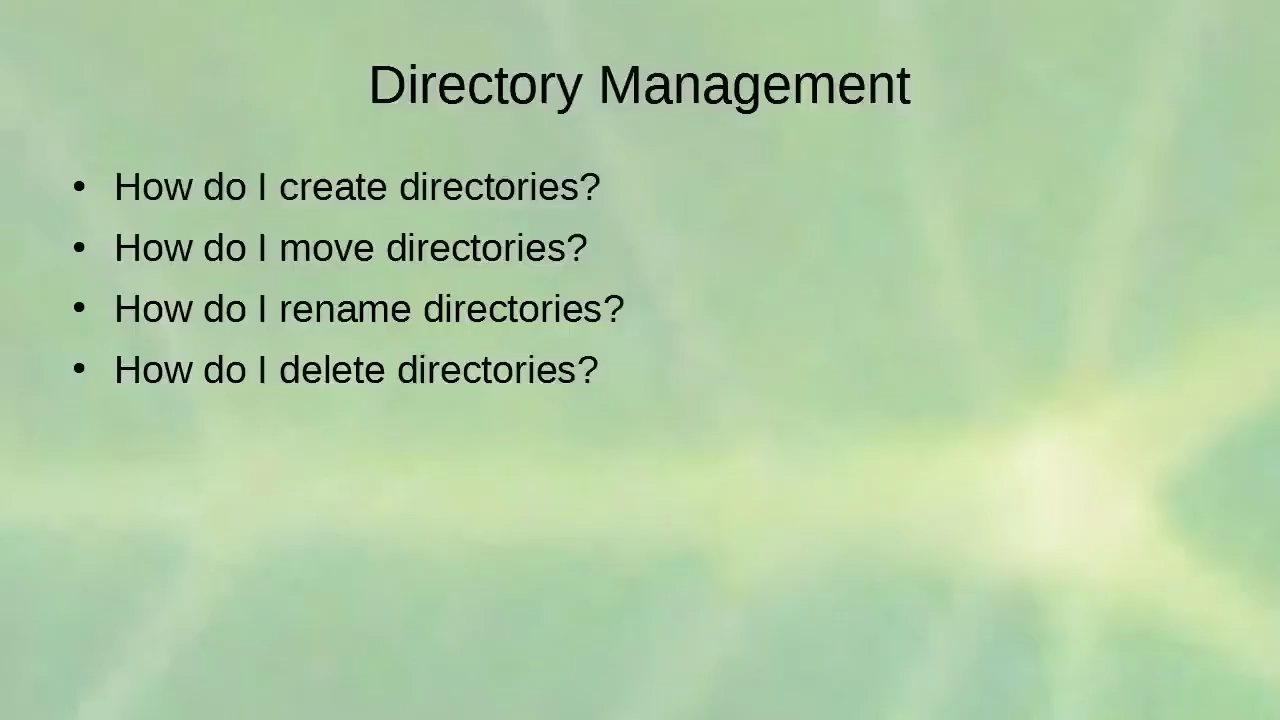 Directory Management
• How do I create directories?
• How do I move directories?
• How do I rename directories?
• How do I delete directories?